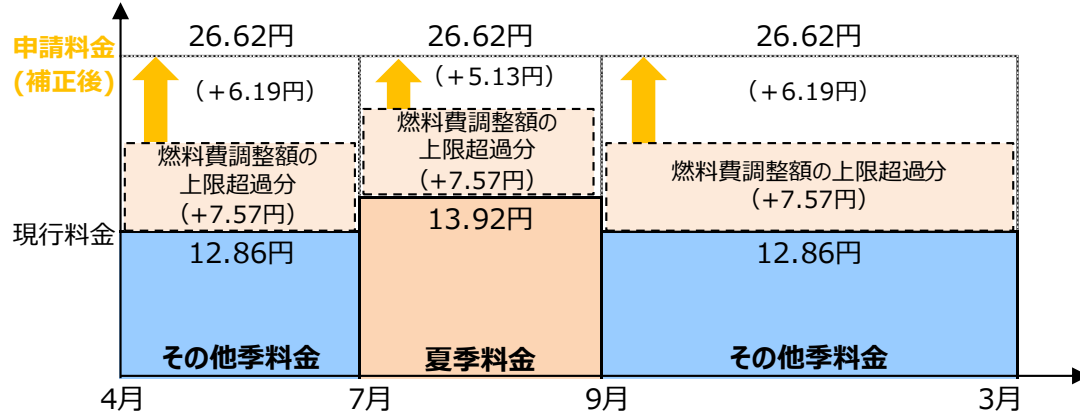 申請料金
(補正後)
26.62円
26.62円
26.62円
（＋6.19円）
（＋5.13円）
（＋6.19円）
燃料費調整額の
上限超過分
（+7.57円）
燃料費調整額の
上限超過分
（+7.57円）
燃料費調整額の上限超過分
（+7.57円）
現行料金
12.86円
13.92円
12.86円
その他季料金
夏季料金
その他季料金
4月
7月
9月
3月